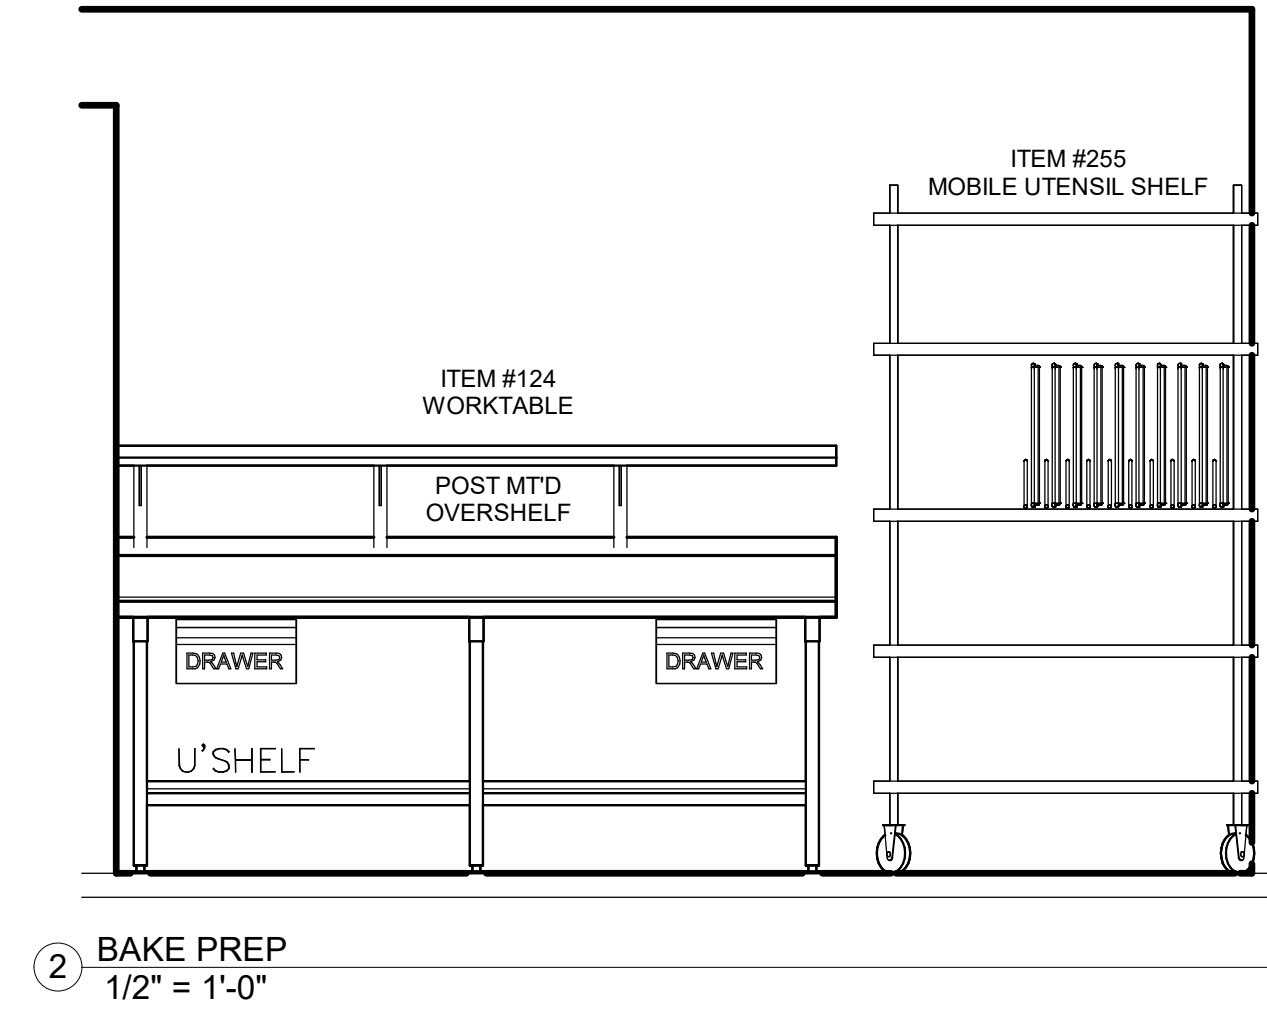 ITEM #255
MOBILE UTENSIL SHELF
ITEM #124
WORKTABLE
POST MT'D
OVERSHELF
DRAWER
DRAWER
U'SHELF
2
BAKE PREP
1/2" = 1'-0"